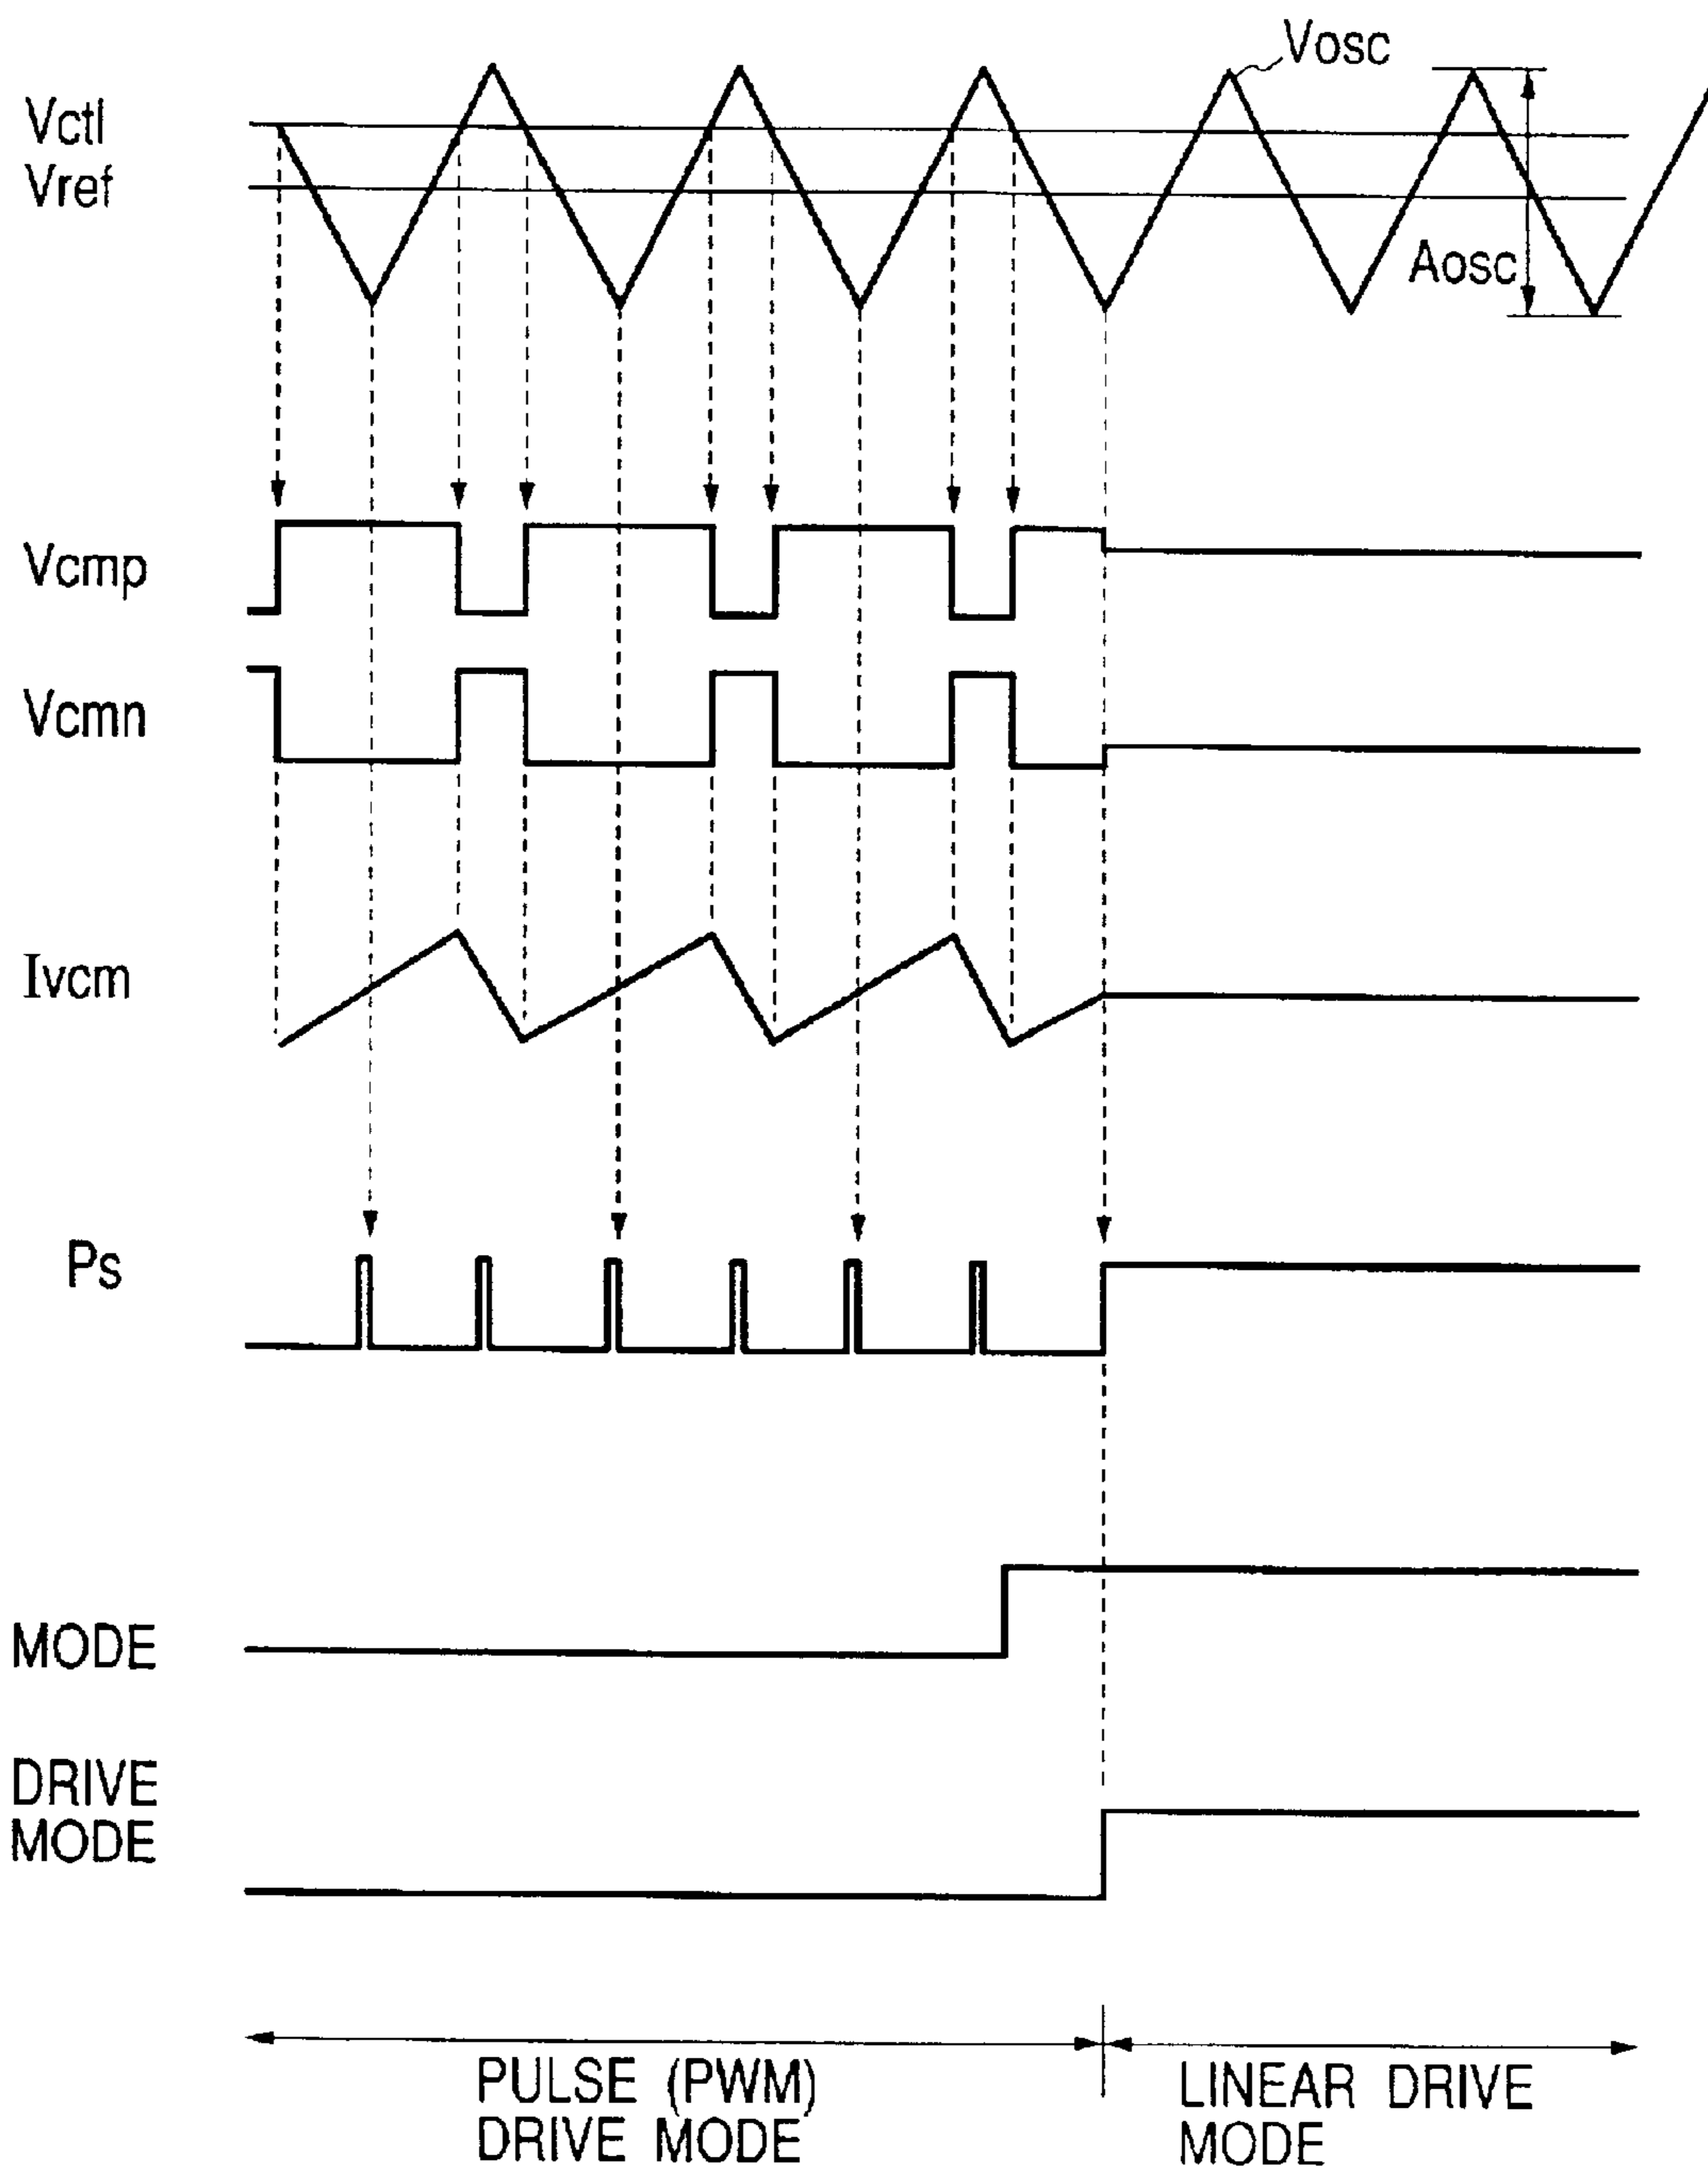 Vosc
Vctl
Vref
Aosc
Vcmp
Vcmn
Ivcm
Ps
MODE
DRIVE
MODE
PULSE (PWM)
DRIVE MODE
LINEAR DRIVE
MODE